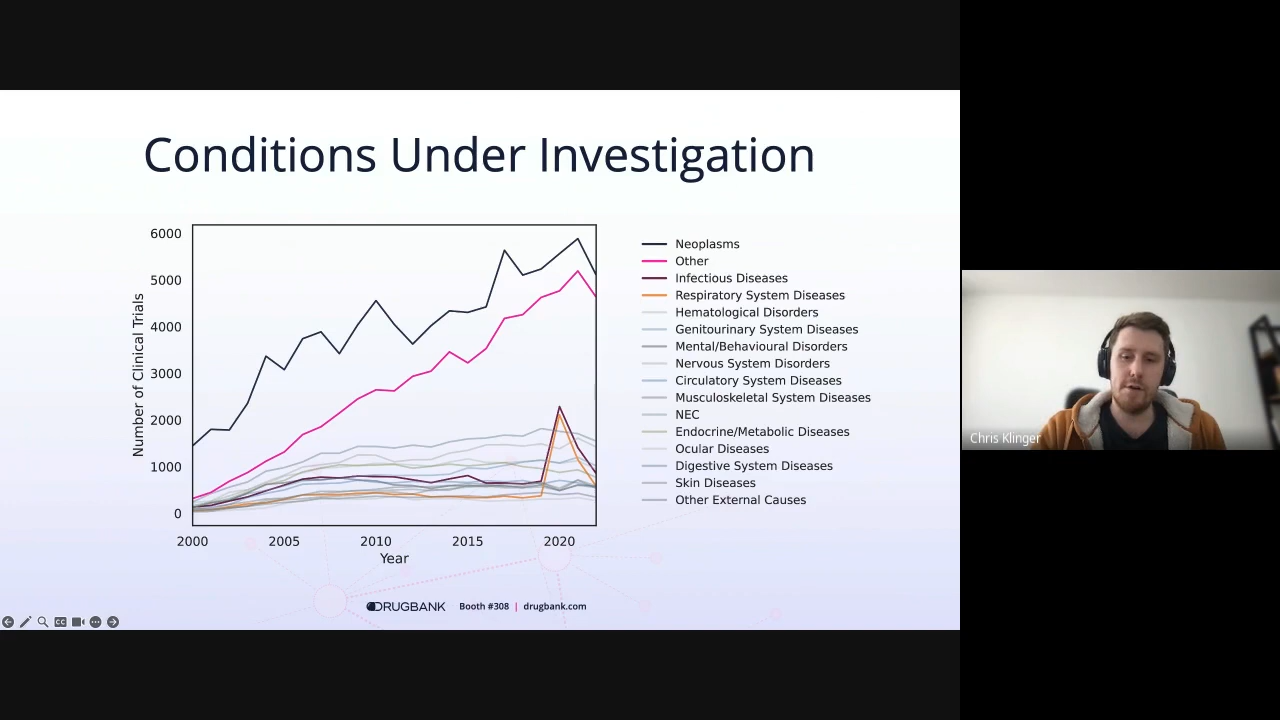 Conditions Under Investigation
6000
5000
4000
3000
2000
1000
0
Number of Clinical Trials
2000 2005 2010 2015 2020
Year
Neoplasms
Other
Infectious Diseases
Respiratory System Diseases
Hematological Disorders
Genitourinary System Diseases
Mental/Behavioural Disorders
Nervous System Disorders
Circulatory System Diseases
Musculoskeletal System Diseases
NEC
Endocrine/Metabolic Diseases
Ocular Diseases
Digestive System Diseases
Skin Diseases
Other External Causes
DRUGBANK Booth #308 | drugbank.com
CC
Chris Klinger